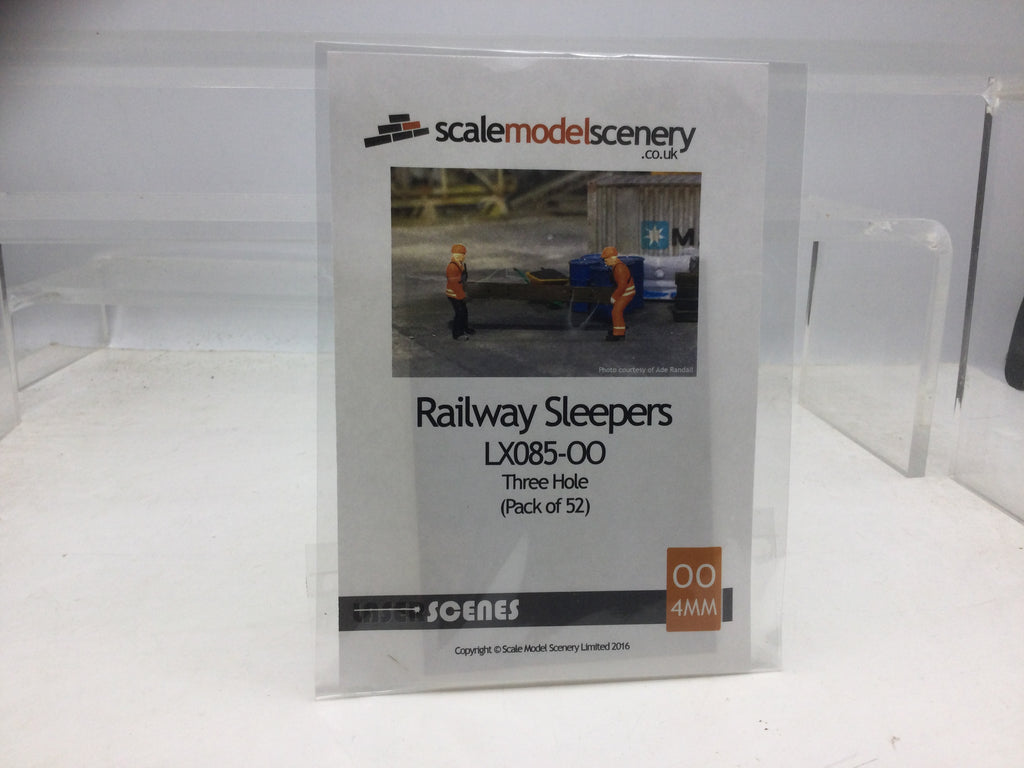 scalemodelscenery
.co.uk
M
Photo courtesy of Ade Randall
Railway Sleepers
LX085-OO
Three Hole
(Pack of 52)
OO
4MM
LASERSCENES
Copyright © Scale Model Scenery Limited 2016